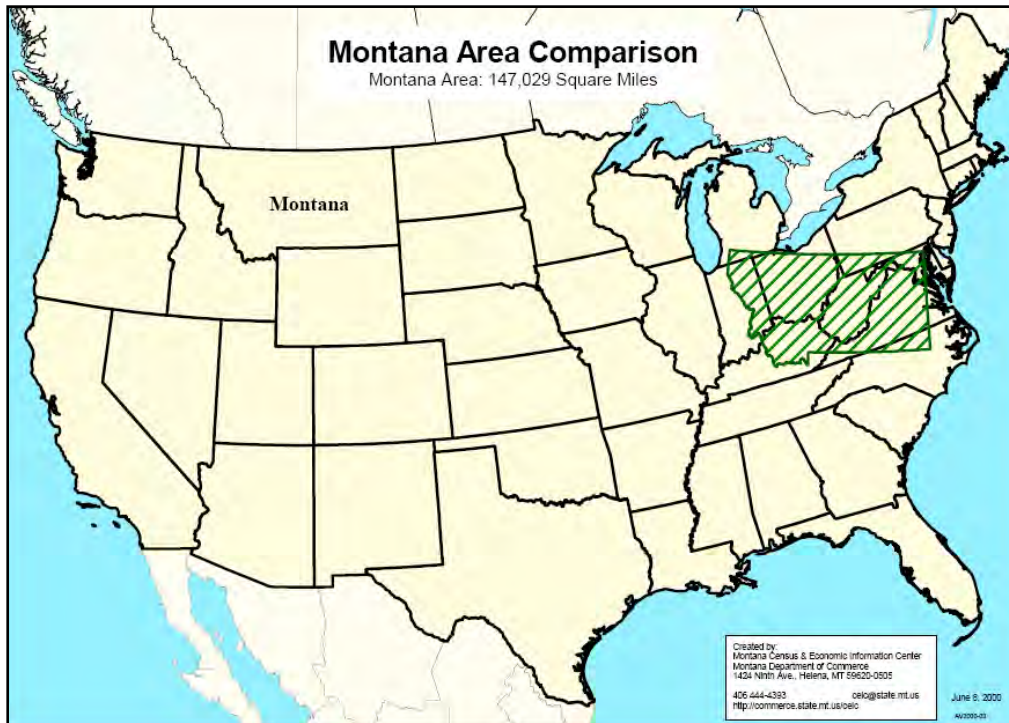 Montana Area Comparison
Montana Area: 147,029 Square Miles
Montana
Created by:
Montana Census & Economic Information Center
Montana Department of Commerce
1424 Ninth Ave., Helena, MT 59620-0505
406 444-4393 ceic@state.mt.us
http://commerce.state.mt.us/ceic
June 6, 2000